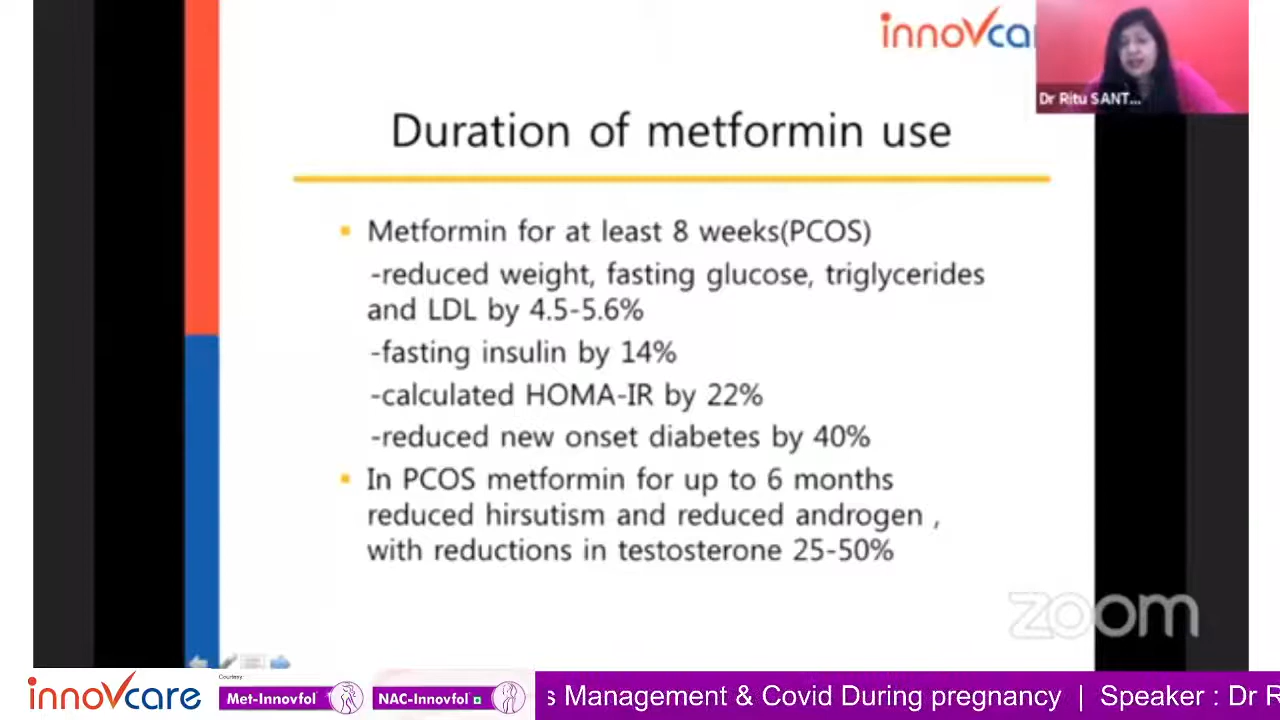 innovca
Dr Ritu SANT...
Duration of metformin use
▪ Metformin for at least 8 weeks(PCOS)
-reduced weight, fasting glucose, triglycerides
and LDL by 4.5-5.6%
-fasting insulin by 14%
-calculated HOMA-IR by 22%
-reduced new onset diabetes by 40%
▪ In PCOS metformin for up to 6 months
reduced hirsutism and reduced androgen ,
with reductions in testosterone 25-50%
zoom
innovcare
Courtesy:
Met-Innovfol
NAC-Innovfol
s Management & Covid During pregnancy | Speaker : Dr R